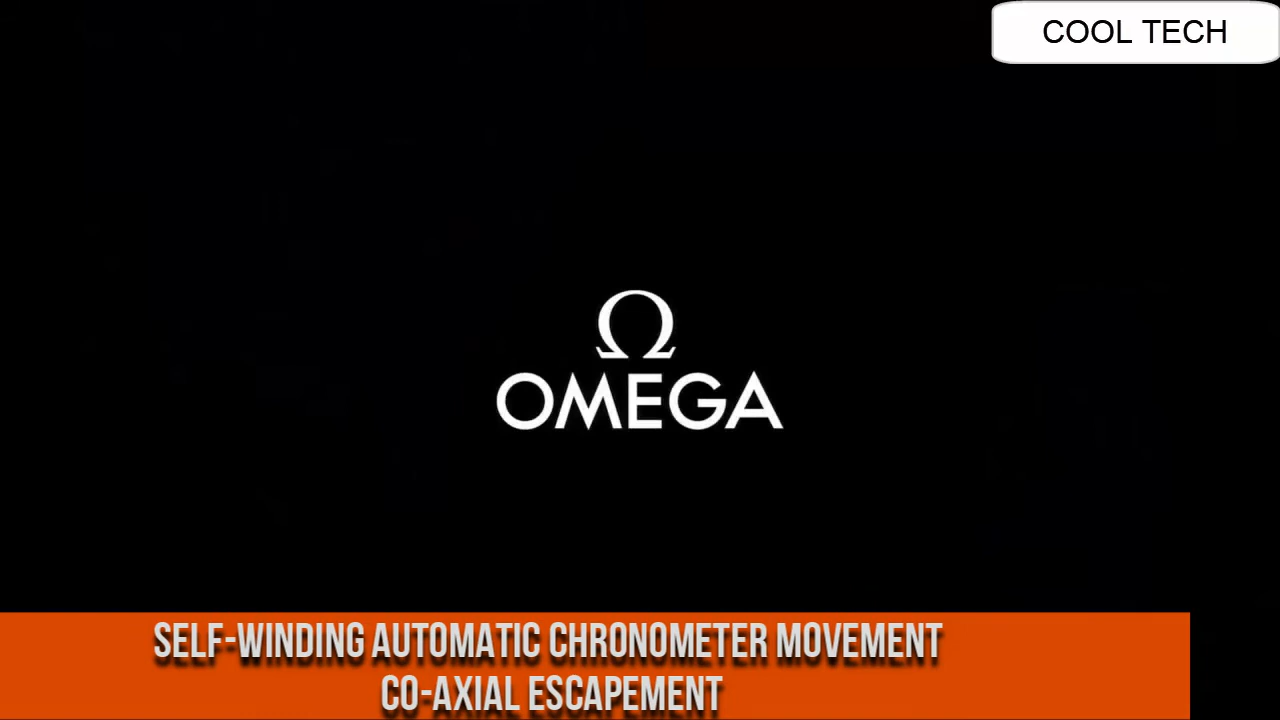 COOL TECH
Ω
OMEGA
SELF-WINDING AUTOMATIC CHRONOMETER MOVEMENT
CO-AXIAL ESCAPEMENT